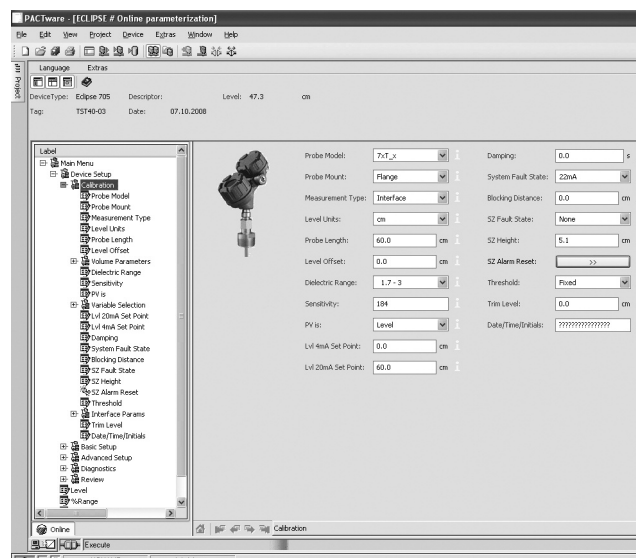 PACTware - [ECLIPSE # Online parameterization]
File Edit View Project Device Extras Window Help
Project
Language Extras
DeviceType: Eclipse 705 Descriptor: Level: 47.3 cm
Tag: TST40-03 Date: 07.10.2008
Label
Main Menu
Device Setup
Calibration
Probe Model
Probe Mount
Measurement Type
Level Units
Probe Length
Level Offset
Volume Parameters
Dielectric Range
Sensitivity
PV is
Variable Selection
Lvl 20mA Set Point
Lvl 4mA Set Point
Damping
System Fault State
Blocking Distance
SZ Fault State
SZ Height
SZ Alarm Reset
Threshold
Interface Params
Trim Level
Date/Time/Initials
Basic Setup
Advanced Setup
Diagnostics
Review
Level
%Range
Probe Model: 7xT_x
Probe Mount: Flange
Measurement Type: Interface
Level Units: cm
Probe Length: 60.0 cm
Level Offset: 0.0 cm
Dielectric Range: 1.7 - 3
Sensitivity: 184
PV is: Level
Lvl 4mA Set Point: 0.0 cm
Lvl 20mA Set Point: 60.0 cm
Damping: 0.0 s
System Fault State: 22mA
Blocking Distance: 0.0 cm
SZ Fault State: None
SZ Height: 5.1 cm
SZ Alarm Reset: >>
Threshold: Fixed
Trim Level: 0.0 cm
Date/Time/Initials: ????????????????
Online
Calibration
Execute